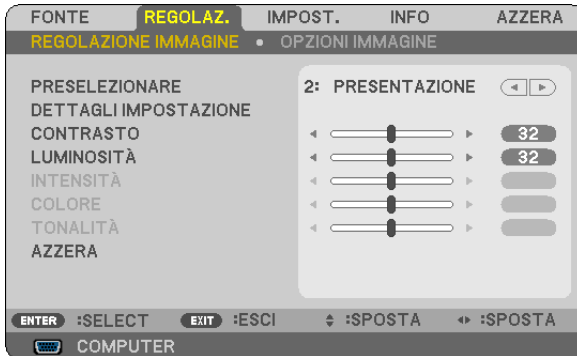 FONTE REGOLAZ. IMPOST. INFO AZZERA
REGOLAZIONE IMMAGINE • OPZIONI IMMAGINE
PRESELEZIONARE 2: PRESENTAZIONE
DETTAGLI IMPOSTAZIONE
CONTRASTO 32
LUMINOSITÀ 32
INTENSITÀ
COLORE
TONALITÀ
AZZERA
ENTER :SELECT EXIT :ESCI :SPOSTA :SPOSTA
COMPUTER